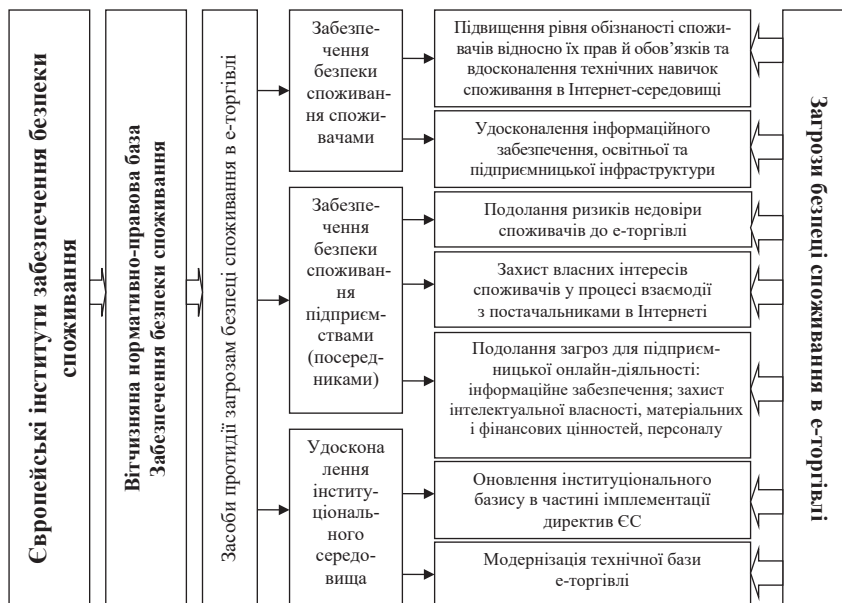 Європейські інститути забезпечення безпеки
споживання
Вітчизняна нормативно-правова база
Забезпечення безпеки споживання
Засоби протидії загрозам безпеці споживання в е-торгівлі
Забезпе-
чення
безпеки
споживан
ня спожи-
вачами
Підвищення рівня обізнаності спожи-
вачів відносно їх прав й обов’язків та
вдосконалення технічних навичок
споживання в Інтернет-середовищі
Удосконалення інформаційного
забезпечення, освітньої та
підприємницької інфраструктури
Забезпе-
чення
безпеки
споживан
ня
підприєм-
ствами
(посеред-
никами)
Подолання ризиків недовіри
споживачів до е-торгівлі
Захист власних інтересів
споживачів у процесі взаємодії
з постачальниками в Інтернеті
Подолання загроз для підприєм-
ницької онлайн-діяльності:
інформаційне забезпечення; захист
інтелектуальної власності, матеріальних
і фінансових цінностей, персоналу
Удоскона
лення
інститу-
ціонально-
го
середо-
вища
Оновлення інституціонального
базису в частині імплементації
директив ЄС
Модернізація технічної бази
е-торгівлі
Загрози безпеці споживання в е-торгівлі